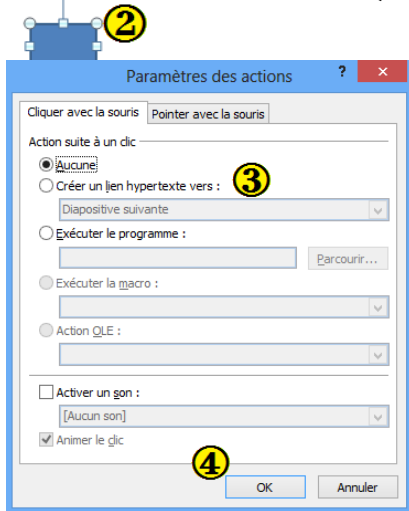 2
Paramètres des actions ? ×
Cliquer avec la souris Pointer avec la souris
Action suite à un clic
Aucune
Créer un lien hypertexte vers : 3
Diapositive suivante
Exécuter le programme :
Parcourir...
Exécuter la macro :
Action OLE :
Activer un son :
[Aucun son]
Animer le clic
4
OK Annuler